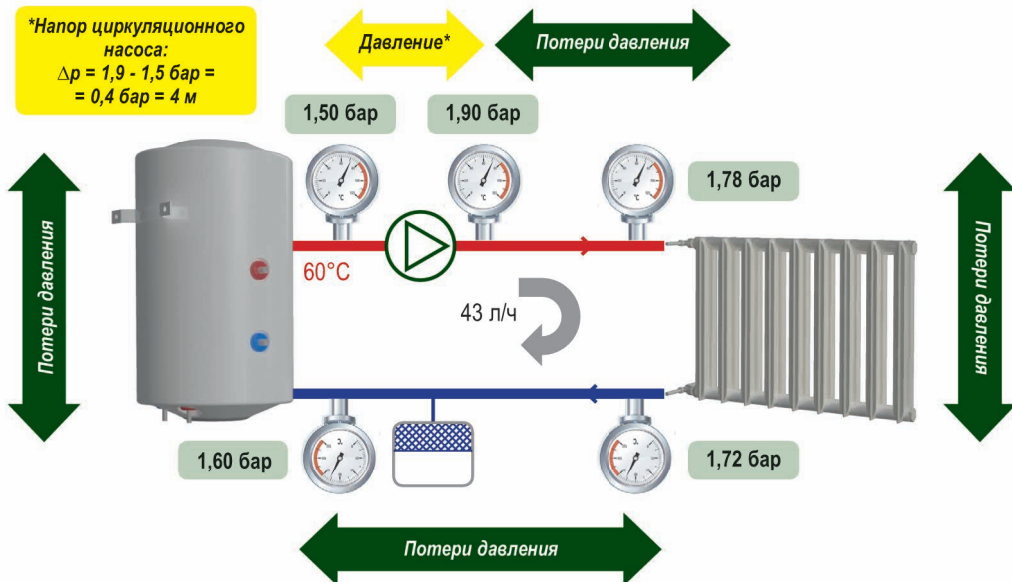 *Напор циркуляционного
насоса:
∆p = 1,9 - 1,5 бар =
= 0,4 бар = 4 м
Давление*
Потери давления
1,50 бар
1,90 бар
1,78 бар
°C
°C
°C
Потери давления
60°C
43 л/ч
Потери давления
1,60 бар
1,72 бар
Потери давления